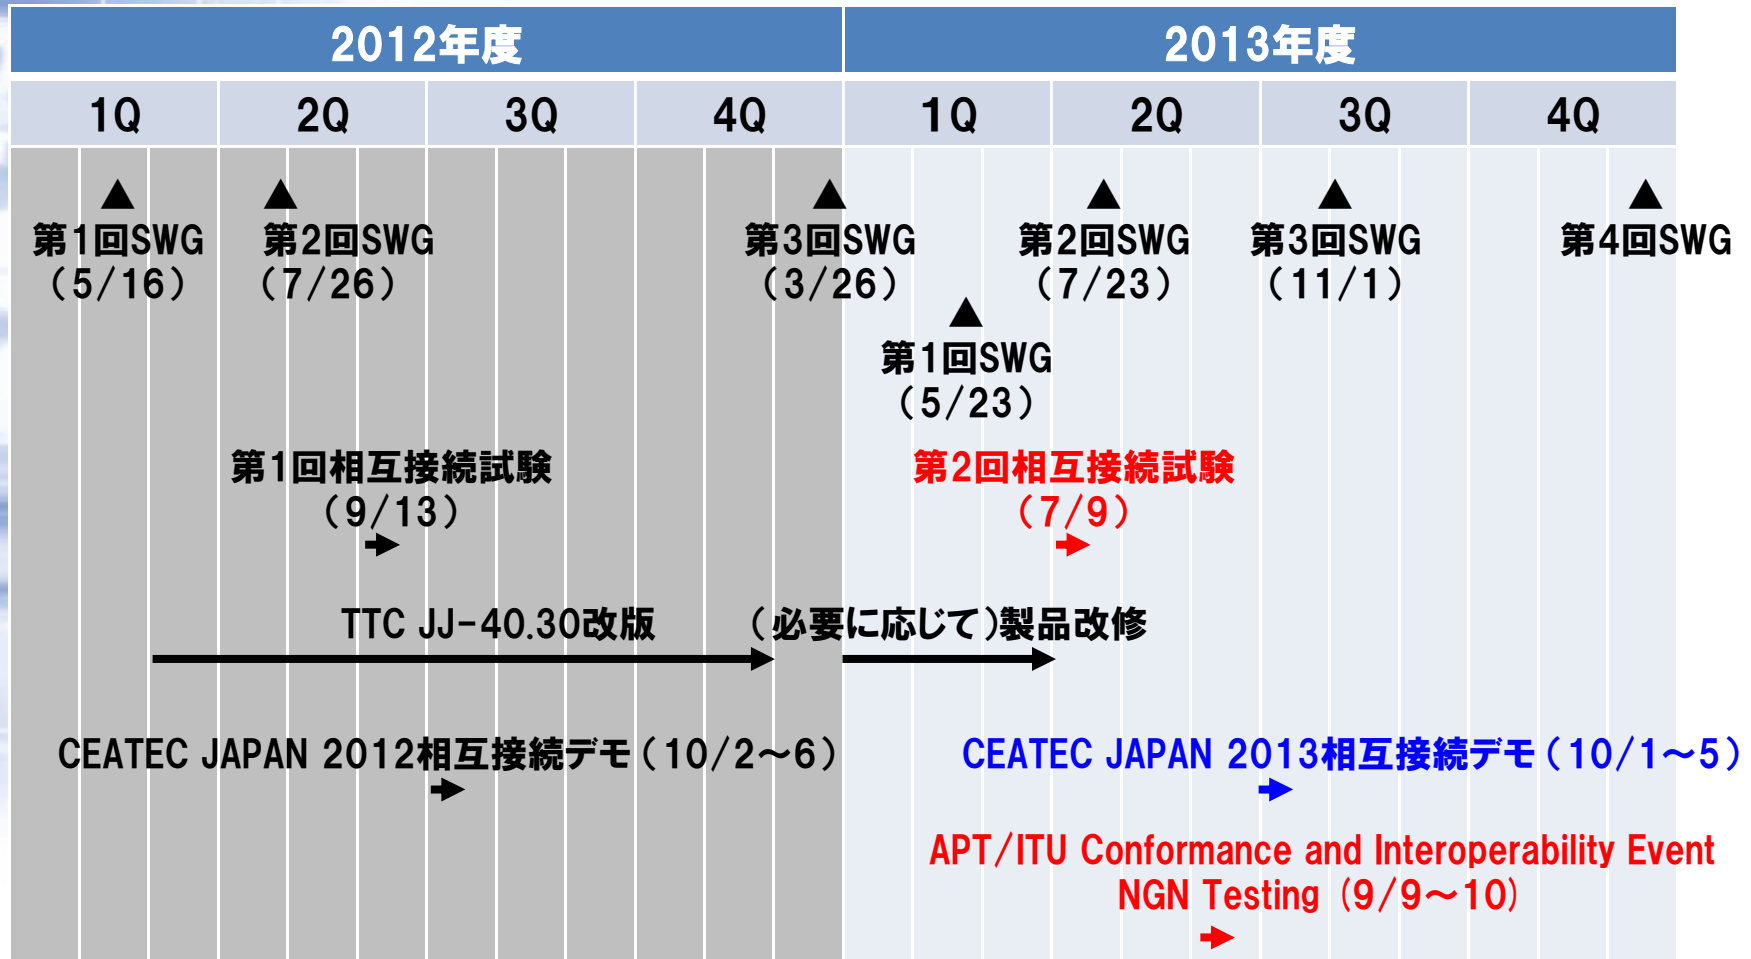 2012年度
2013年度
1Q
2Q
3Q
4Q
1Q
2Q
3Q
4Q
▲
第1回SWG
(5/16)
▲
第2回SWG
(7/26)
▲
第3回SWG
(3/26)
▲
第1回SWG
(5/23)
▲
第2回SWG
(7/23)
▲
第3回SWG
(11/1)
▲
第4回SWG
第1回相互接続試験
(9/13)
第2回相互接続試験
(7/9)
TTC JJ-40.30改版
(必要に応じて)製品改修
CEATEC JAPAN 2012相互接続デモ(10/2～6)
CEATEC JAPAN 2013相互接続デモ(10/1～5)
APT/ITU Conformance and Interoperability Event
NGN Testing (9/9～10)